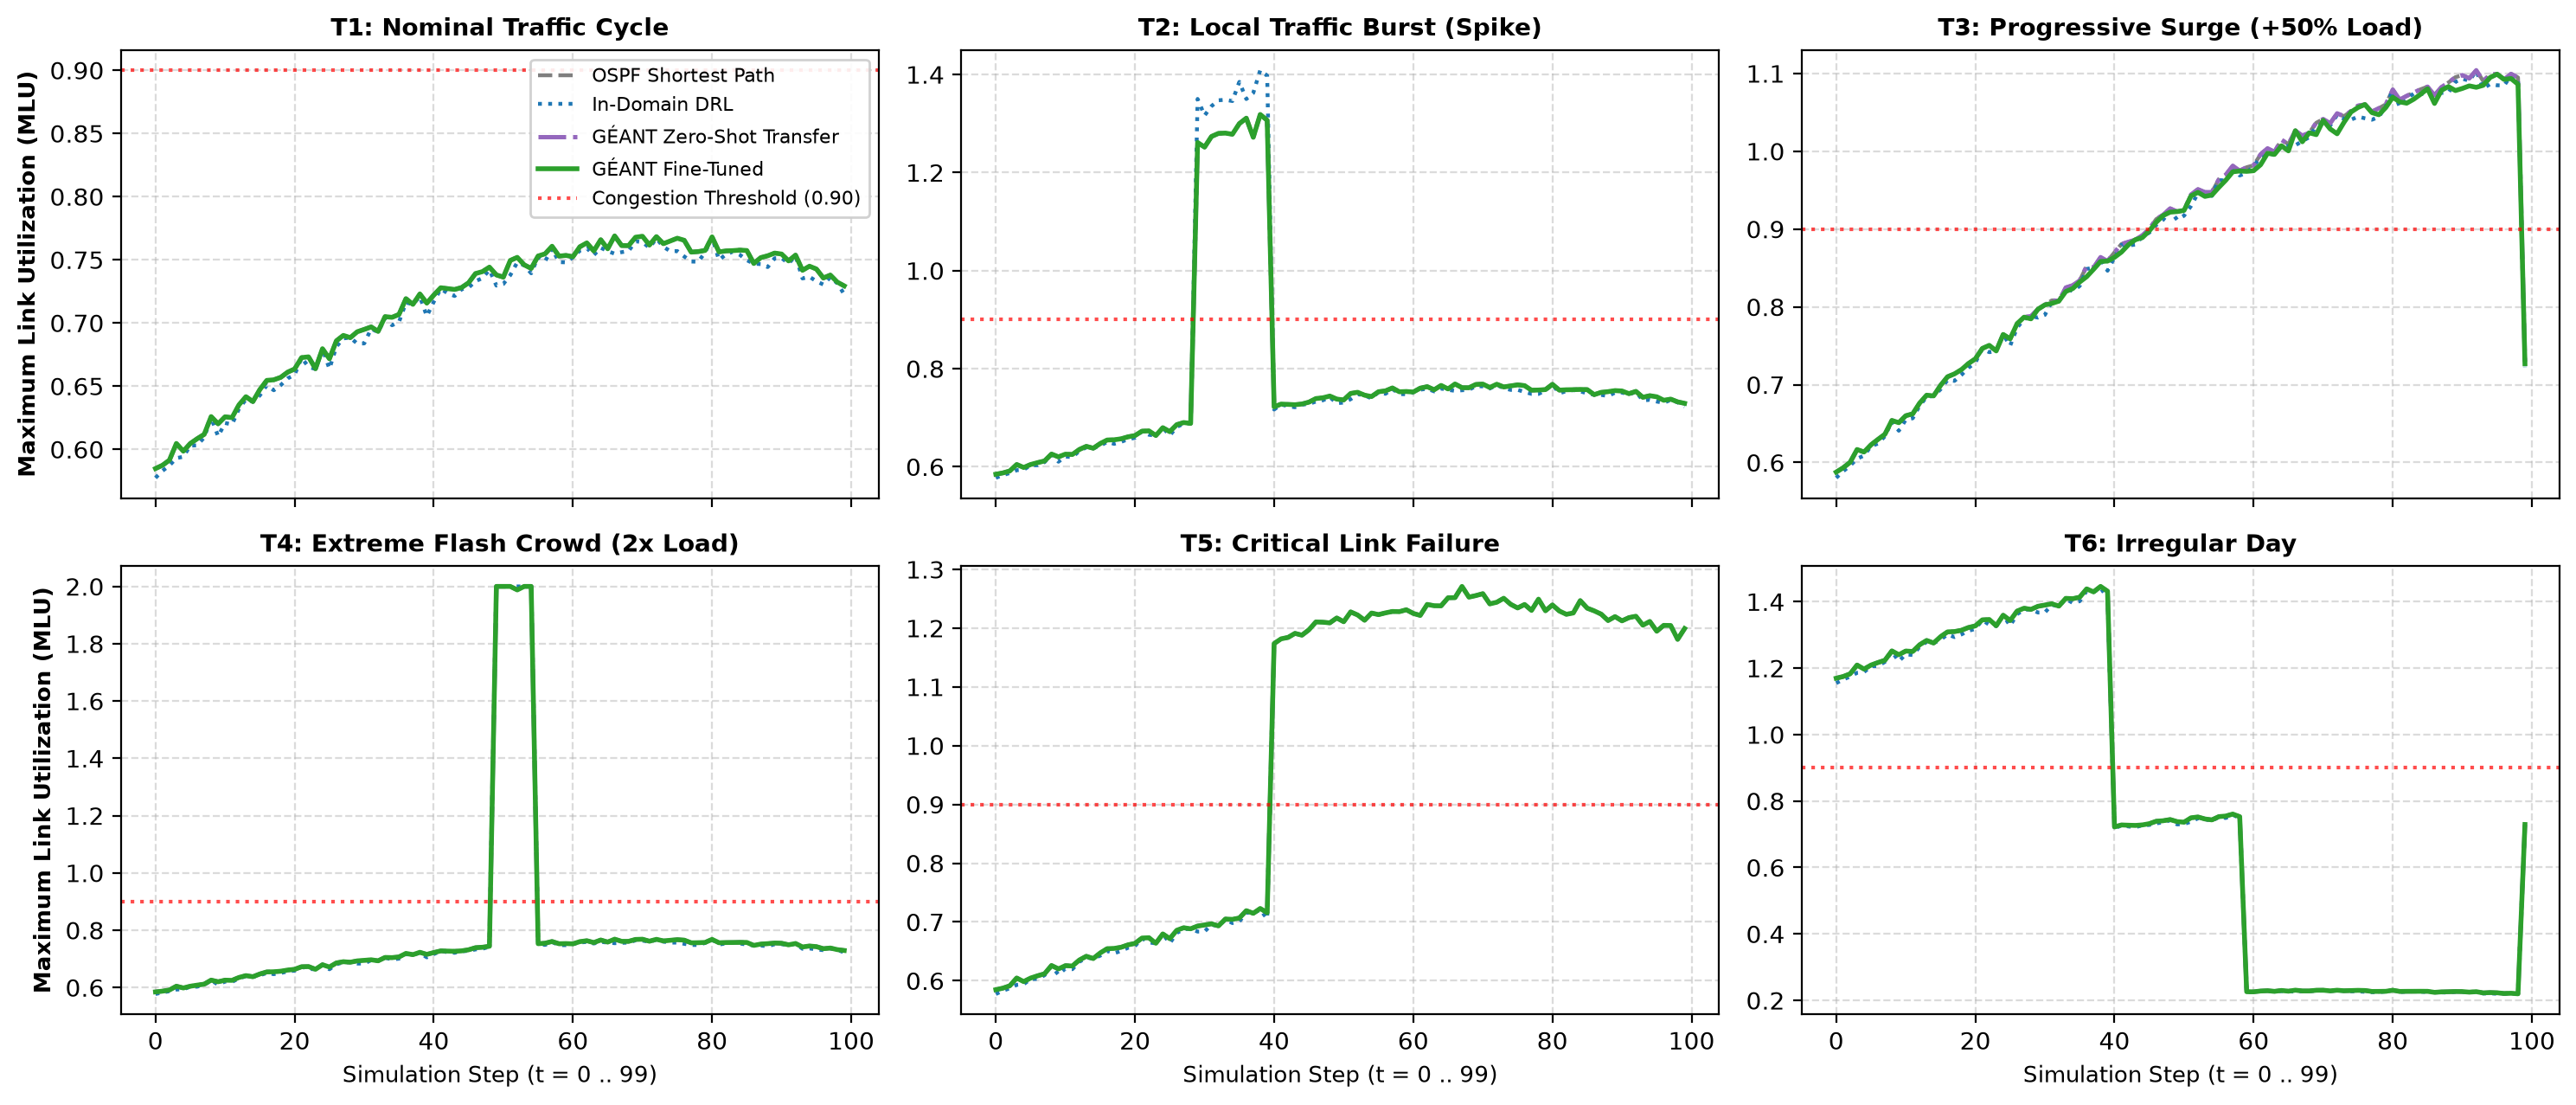 T1: Nominal Traffic Cycle
T2: Local Traffic Burst (Spike)
T3: Progressive Surge (+50% Load)
Maximum Link Utilization (MLU)
0.90
0.85
0.80
0.75
0.70
0.65
0.60
OSPF Shortest Path
In-Domain DRL
GÉANT Zero-Shot Transfer
GÉANT Fine-Tuned
Congestion Threshold (0.90)
1.4
1.2
1.0
0.8
0.6
1.1
1.0
0.9
0.8
0.7
0.6
T4: Extreme Flash Crowd (2x Load)
T5: Critical Link Failure
T6: Irregular Day
Maximum Link Utilization (MLU)
2.0
1.8
1.6
1.4
1.2
1.0
0.8
0.6
0 20 40 60 80 100
Simulation Step (t = 0 .. 99)
1.3
1.2
1.1
1.0
0.9
0.8
0.7
0.6
0 20 40 60 80 100
Simulation Step (t = 0 .. 99)
1.4
1.2
1.0
0.8
0.6
0.4
0.2
0 20 40 60 80 100
Simulation Step (t = 0 .. 99)